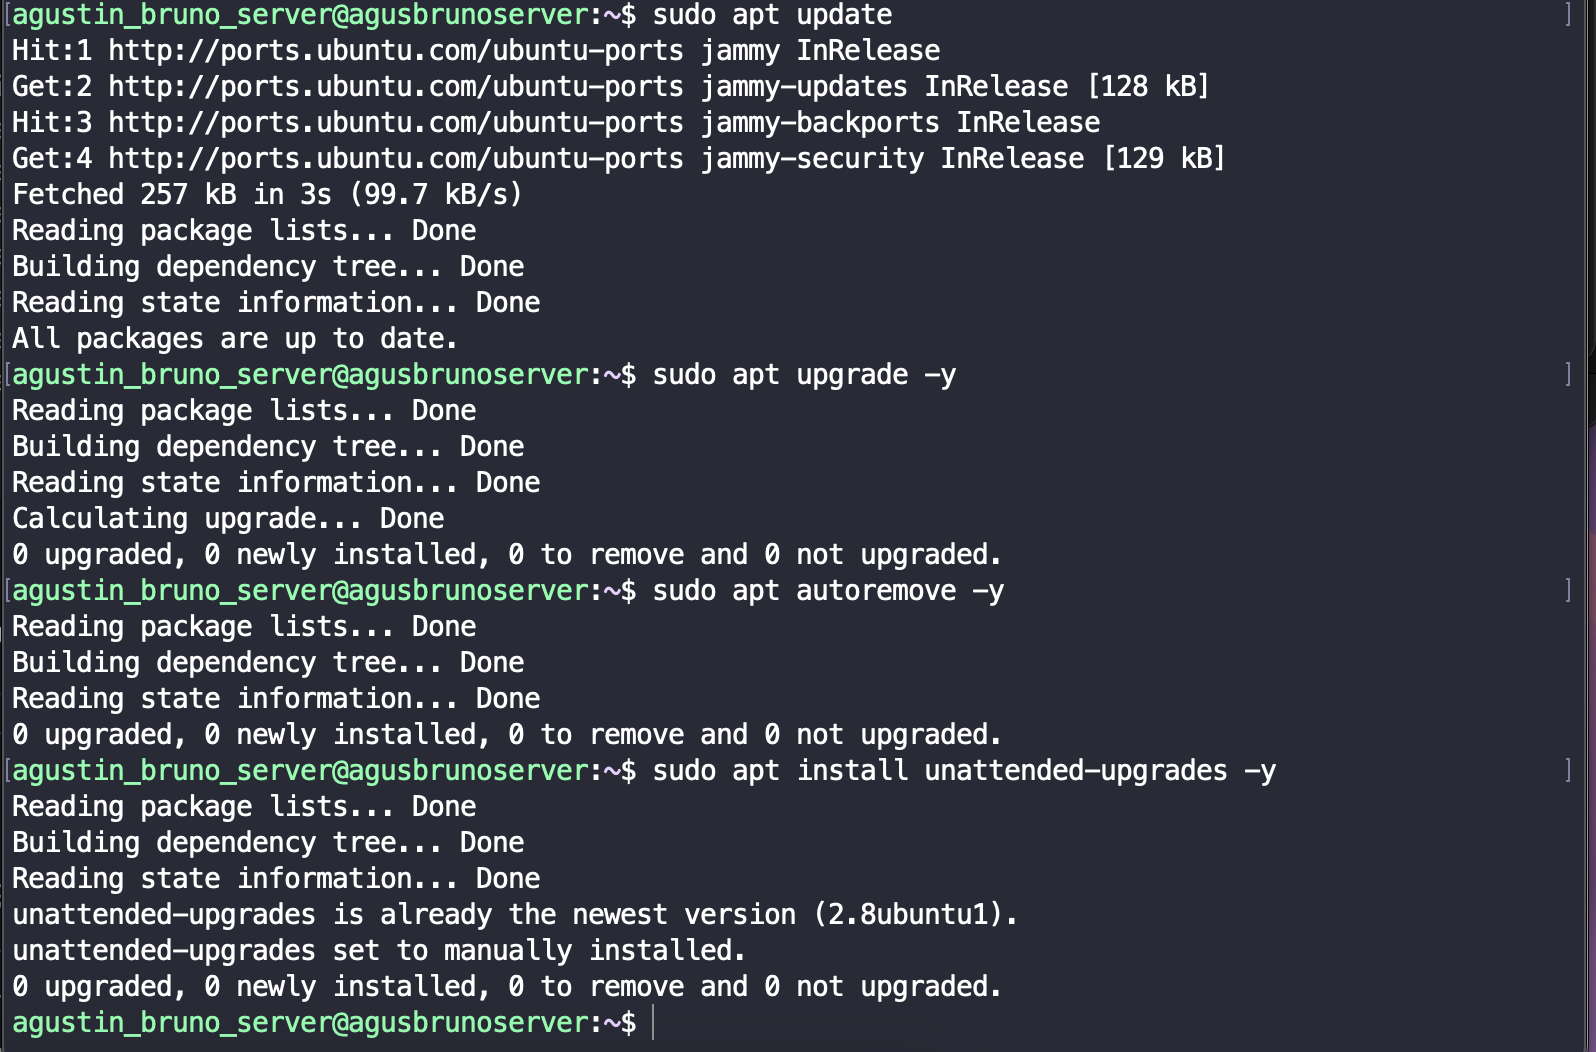 [agustin_bruno_server@agusbrunoserver:~$ sudo apt update ]
Hit:1 http://ports.ubuntu.com/ubuntu-ports jammy InRelease
Get:2 http://ports.ubuntu.com/ubuntu-ports jammy-updates InRelease [128 kB]
Hit:3 http://ports.ubuntu.com/ubuntu-ports jammy-backports InRelease
Get:4 http://ports.ubuntu.com/ubuntu-ports jammy-security InRelease [129 kB]
Fetched 257 kB in 3s (99.7 kB/s)
Reading package lists... Done
Building dependency tree... Done
Reading state information... Done
All packages are up to date.
[agustin_bruno_server@agusbrunoserver:~$ sudo apt upgrade -y ]
Reading package lists... Done
Building dependency tree... Done
Reading state information... Done
Calculating upgrade... Done
0 upgraded, 0 newly installed, 0 to remove and 0 not upgraded.
[agustin_bruno_server@agusbrunoserver:~$ sudo apt autoremove -y ]
Reading package lists... Done
Building dependency tree... Done
Reading state information... Done
0 upgraded, 0 newly installed, 0 to remove and 0 not upgraded.
[agustin_bruno_server@agusbrunoserver:~$ sudo apt install unattended-upgrades -y ]
Reading package lists... Done
Building dependency tree... Done
Reading state information... Done
unattended-upgrades is already the newest version (2.8ubuntu1).
unattended-upgrades set to manually installed.
0 upgraded, 0 newly installed, 0 to remove and 0 not upgraded.
agustin_bruno_server@agusbrunoserver:~$